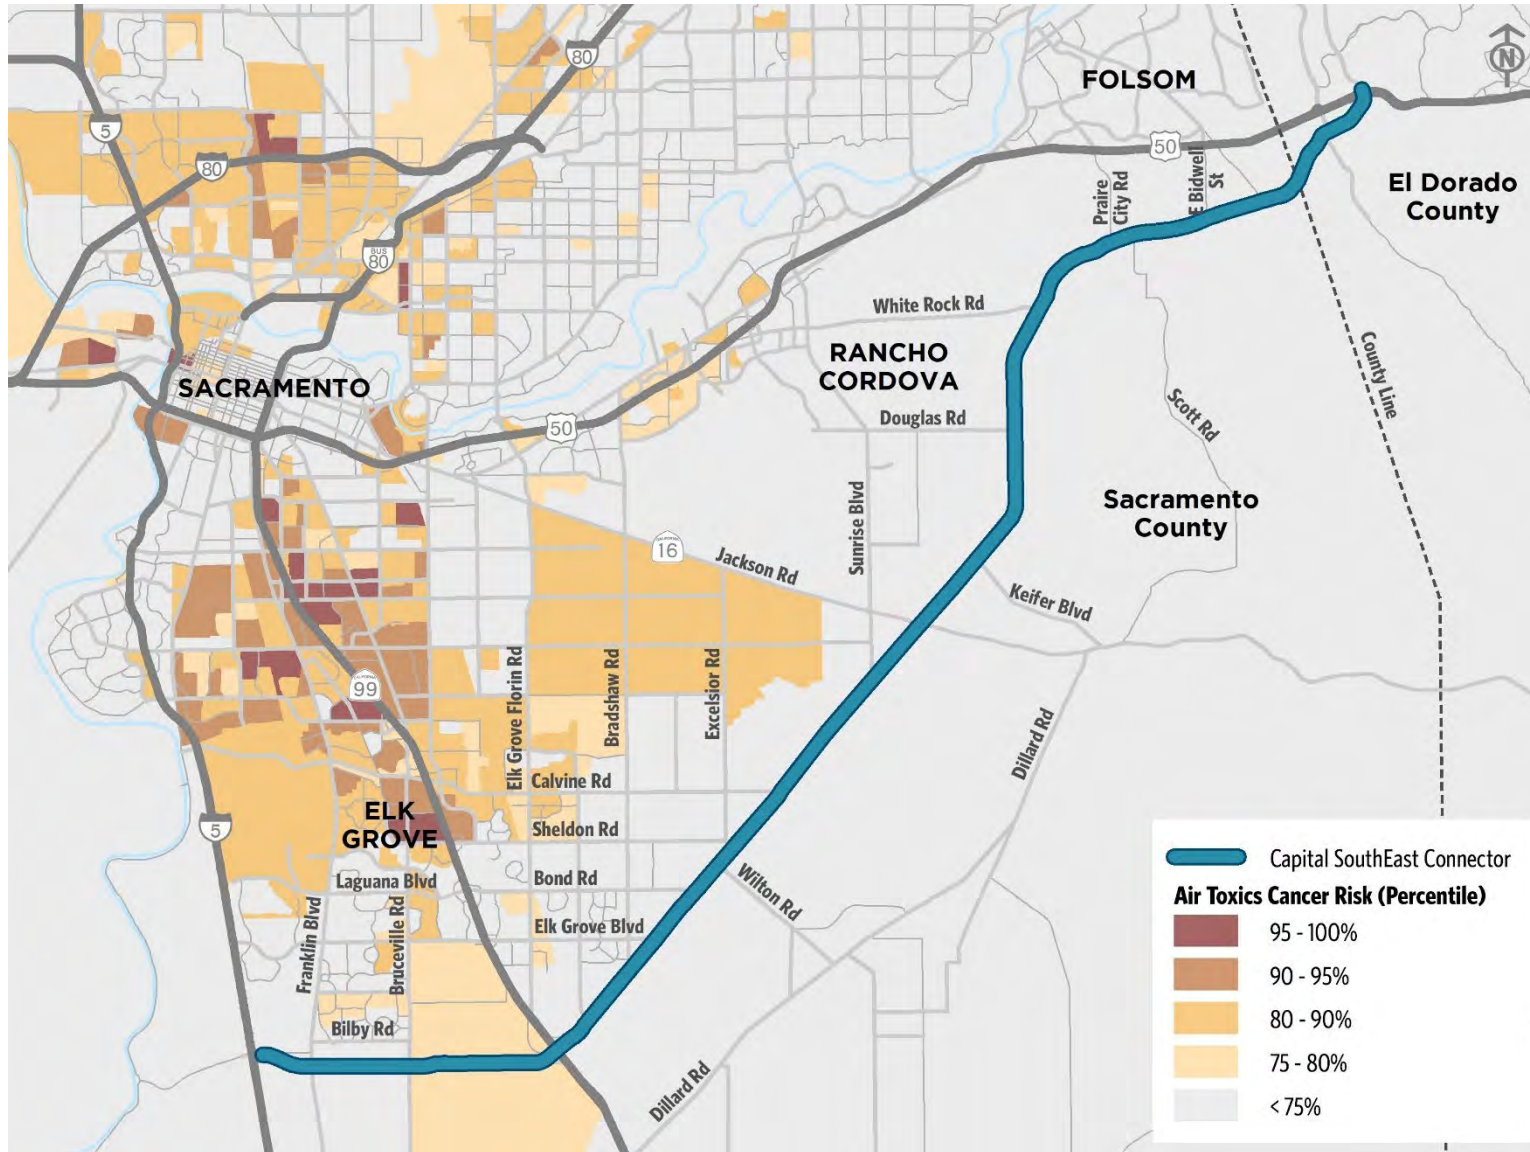 N
FOLSOM
80
5
80
50
E Bidwell
St
Praire
City Rd
El Dorado
County
BUS
80
White Rock Rd
RANCHO
CORDOVA
County Line
SACRAMENTO
Douglas Rd
Scott Rd
50
Sunrise Blvd
Sacramento
County
CALIFORNIA
16
Jackson Rd
Keifer Blvd
Elk Grove Florin Rd
Bradshaw Rd
Excelsior Rd
CALIFORNIA
99
Dillard Rd
Calvine Rd
ELK
GROVE
5
Sheldon Rd
Laguana Blvd
Bond Rd
Wilton Rd
Franklin Blvd
Bruceville Rd
Elk Grove Blvd
Bilby Rd
Dillard Rd
Capital SouthEast Connector
Air Toxics Cancer Risk (Percentile)
95 - 100%
90 - 95%
80 - 90%
75 - 80%
< 75%